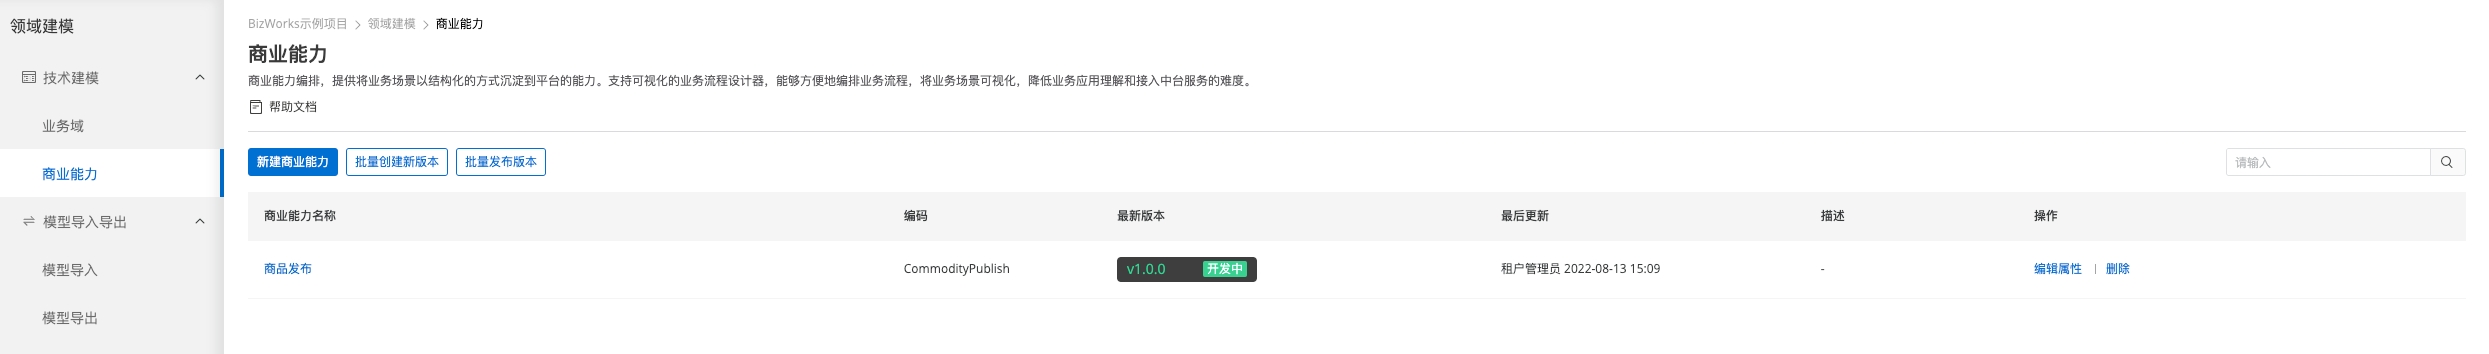 领域建模
技术建模
业务域
商业能力
模型导入导出
模型导入
模型导出
BizWorks示例项目 > 领域建模 > 商业能力
商业能力
商业能力编排，提供将业务场景以结构化的方式沉淀到平台的能力。支持可视化的业务流程设计器，能够方便地编排业务流程，将业务场景可视化，降低业务应用理解和接入中台服务的难度。
帮助文档
新建商业能力 批量创建新版本 批量发布版本 请输入
商业能力名称 编码 最新版本 最后更新 描述 操作
商品发布 CommodityPublish v1.0.0 开发中 租户管理员 2022-08-13 15:09 - 编辑属性 | 删除